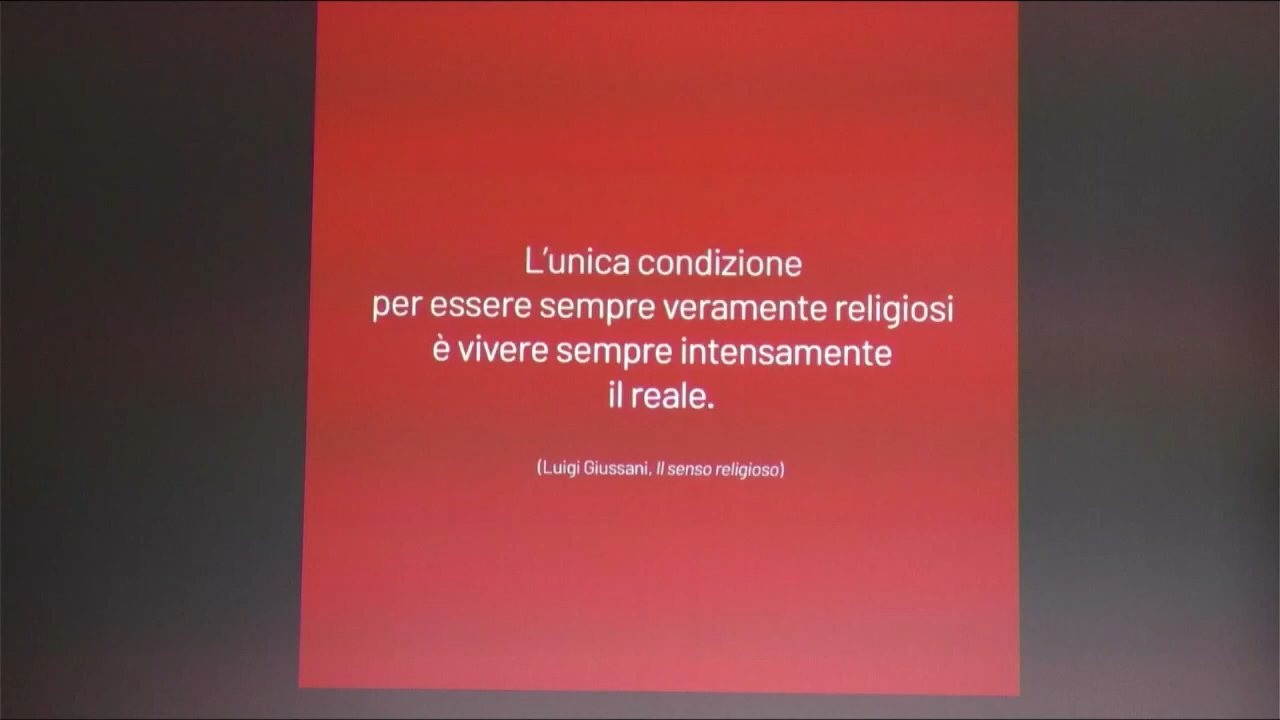 L'unica condizione
per essere sempre veramente religiosi
è vivere sempre intensamente
il reale.
(Luigi Giussani, Il senso religioso)